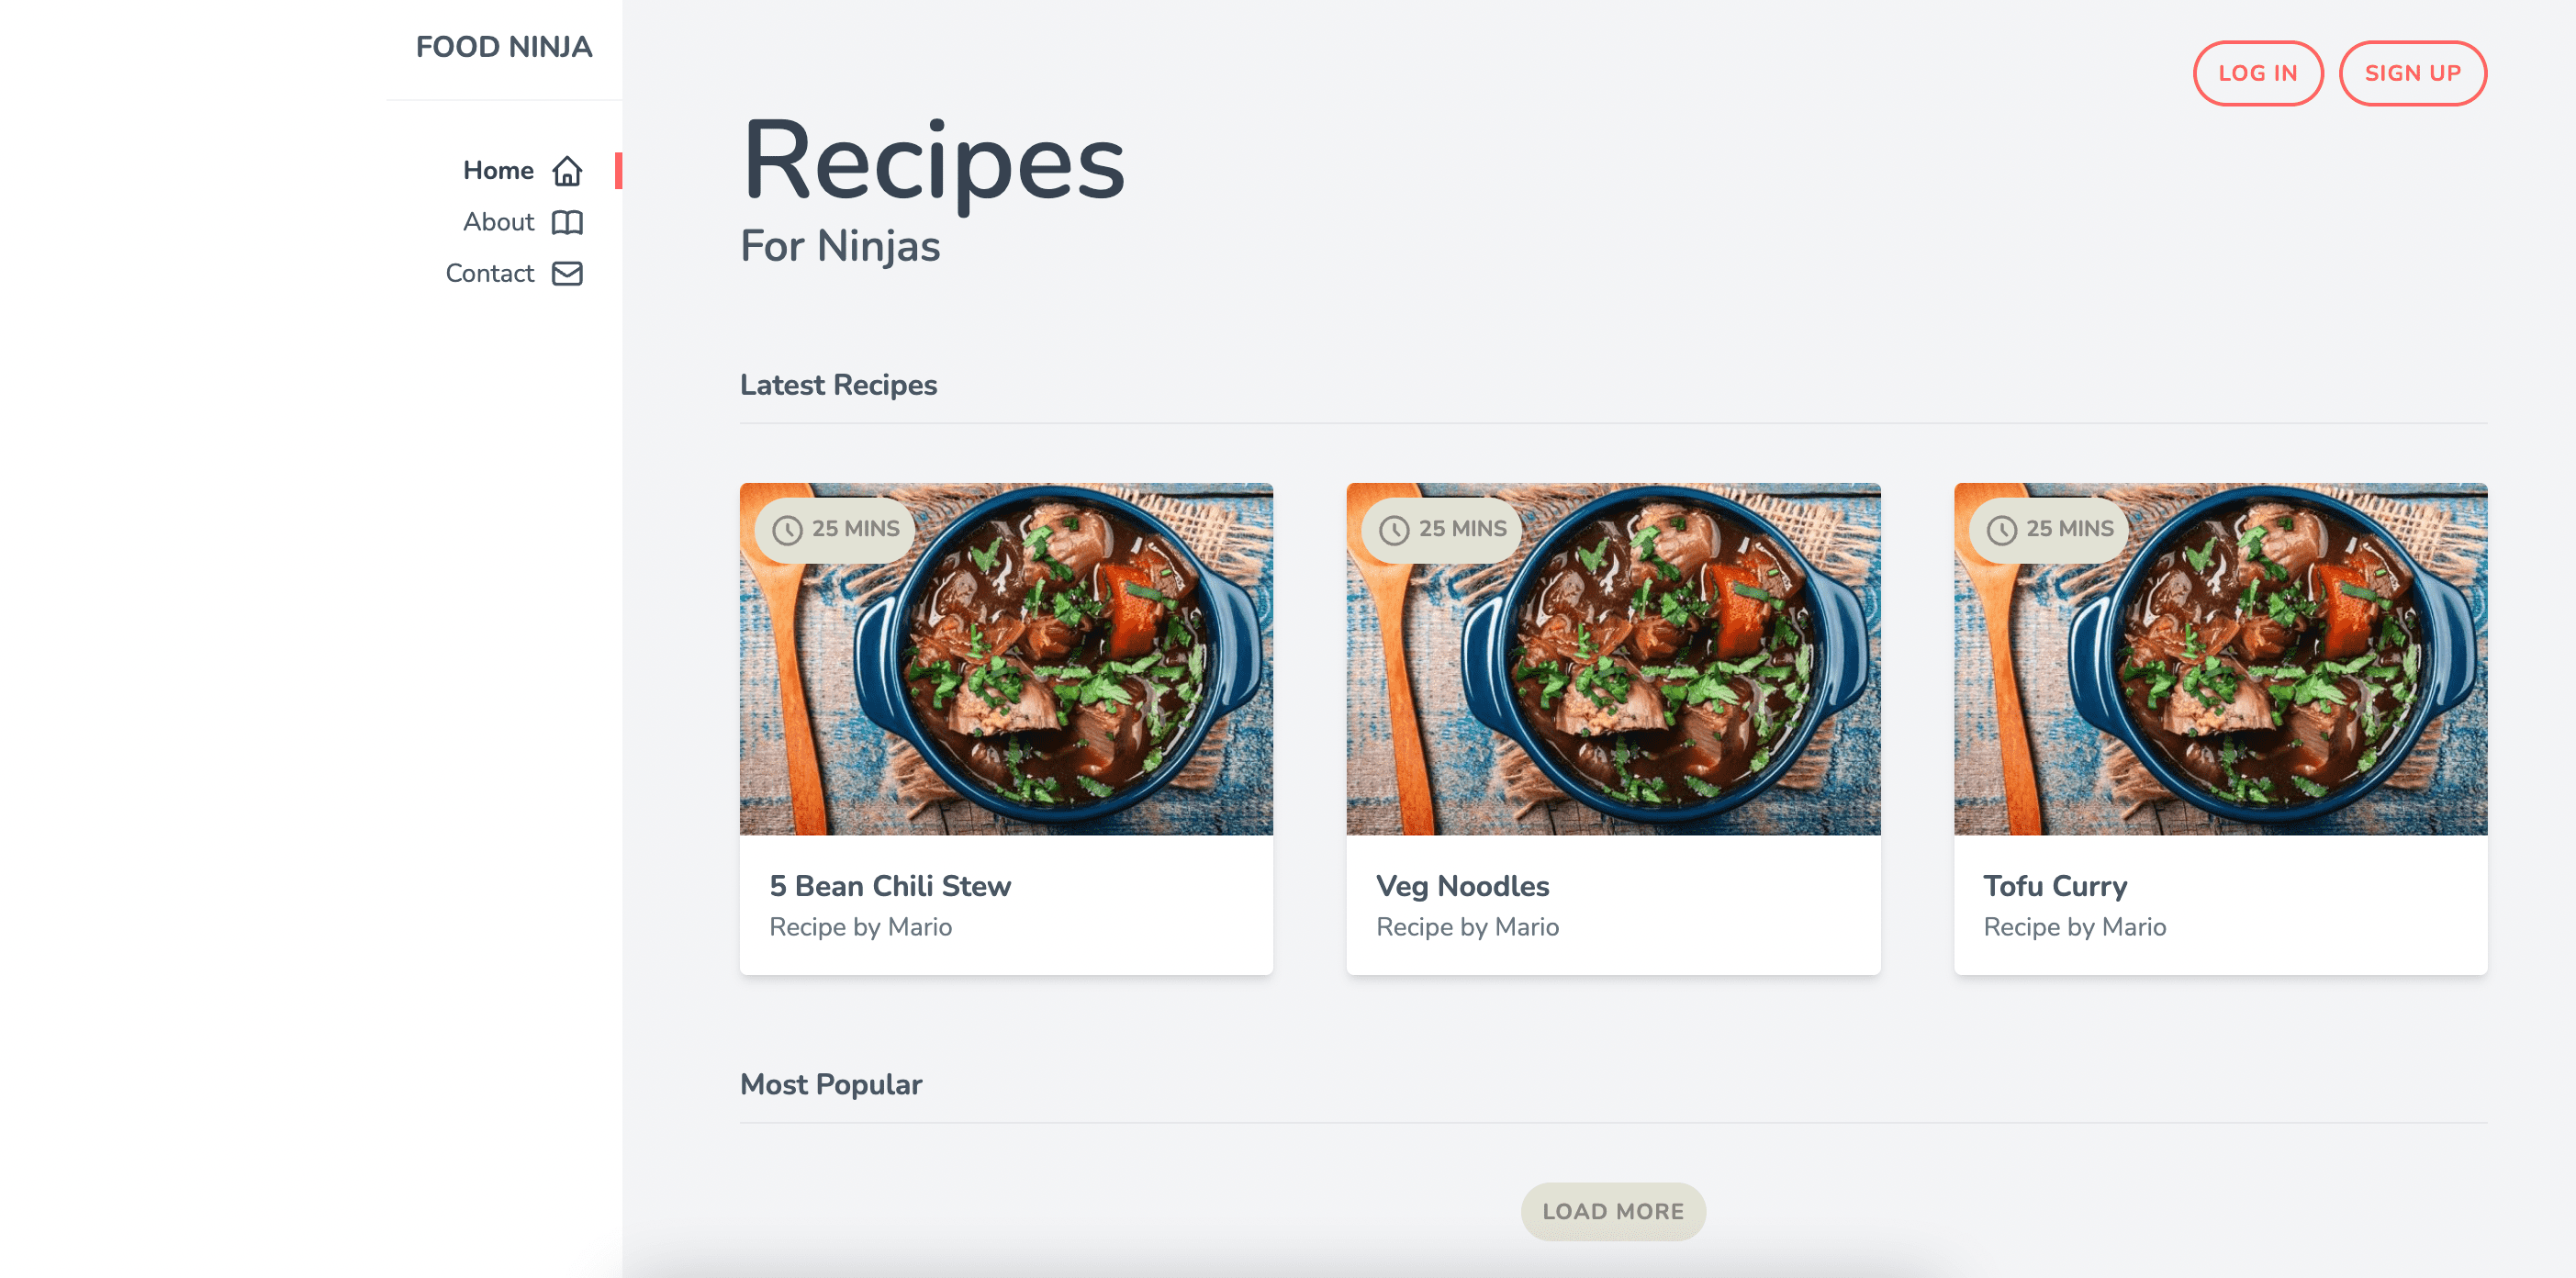 FOOD NINJA
Home
About
Contact
LOG IN
SIGN UP
Recipes
For Ninjas
Latest Recipes
25 MINS
5 Bean Chili Stew
Recipe by Mario
25 MINS
Veg Noodles
Recipe by Mario
25 MINS
Tofu Curry
Recipe by Mario
Most Popular
LOAD MORE